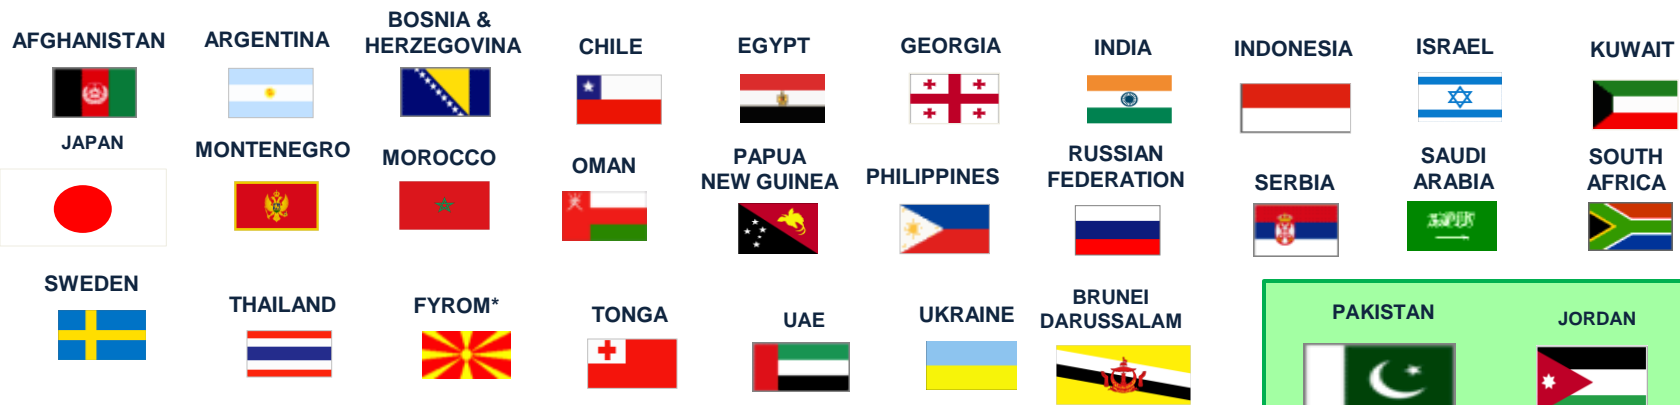 AFGHANISTAN
ARGENTINA
BOSNIA &
HERZEGOVINA
CHILE
EGYPT
GEORGIA
INDIA
INDONESIA
ISRAEL
KUWAIT
JAPAN
MONTENEGRO
MOROCCO
OMAN
PAPUA
NEW GUINEA
PHILIPPINES
RUSSIAN
FEDERATION
SERBIA
SAUDI
ARABIA
SOUTH
AFRICA
SWEDEN
THAILAND
FYROM*
TONGA
UAE
UKRAINE
BRUNEI
DARUSSALAM
PAKISTAN
JORDAN